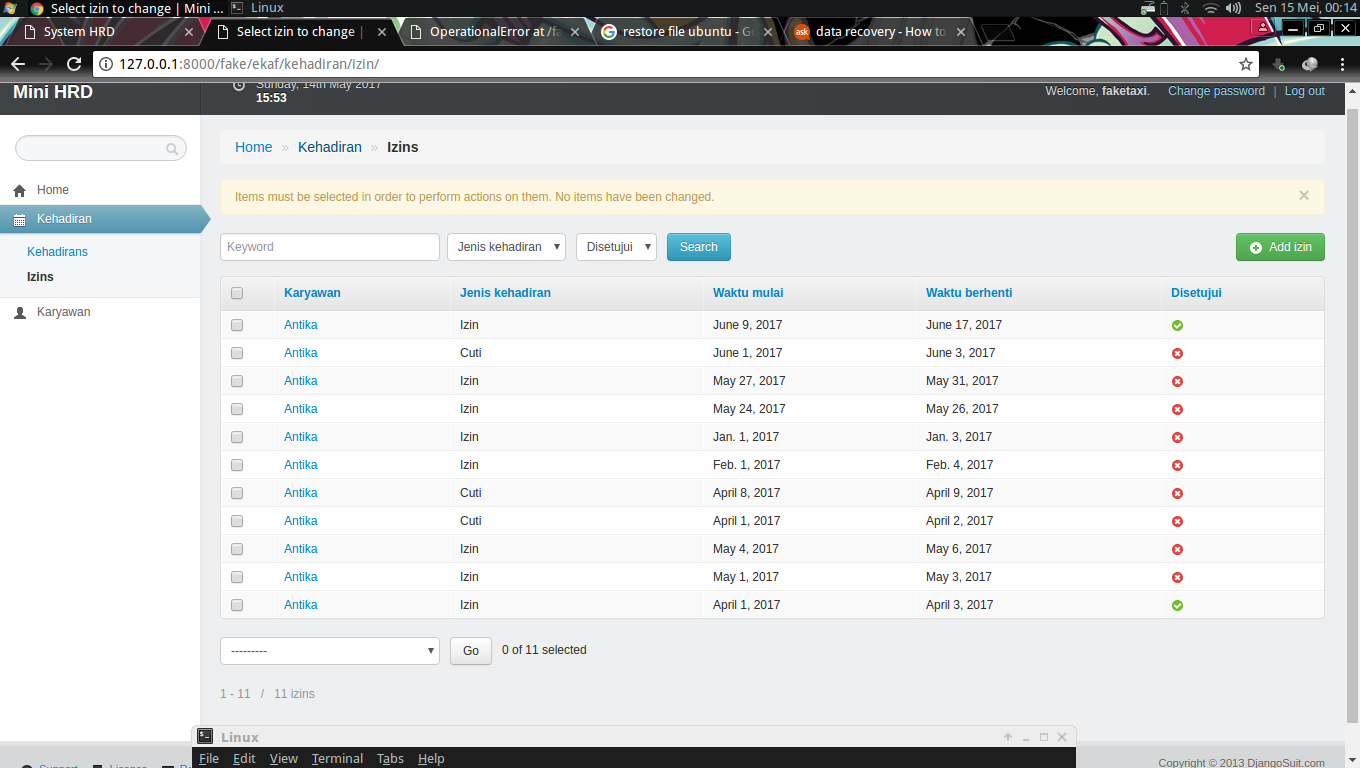 Select izin to change | Mini ... Linux Sen 15 Mei, 00:14
System HRD Select izin to change | OperationalError at /fa restore file ubuntu - Go ask data recovery - How to
127.0.0.1:8000/fake/ekaf/kehadiran/izin/
Mini HRD Sunday, 14th May 2017
15:53
Welcome, faketaxi. Change password | Log out
Home » Kehadiran » Izins
Items must be selected in order to perform actions on them. No items have been changed. ×
Home
Kehadiran
Kehadirans
Izins
Karyawan
Keyword Jenis kehadiran Disetujui Search Add izin
Karyawan Jenis kehadiran Waktu mulai Waktu berhenti Disetujui
Antika Izin June 9, 2017 June 17, 2017
Antika Cuti June 1, 2017 June 3, 2017
Antika Izin May 27, 2017 May 31, 2017
Antika Izin May 24, 2017 May 26, 2017
Antika Izin Jan. 1, 2017 Jan. 3, 2017
Antika Izin Feb. 1, 2017 Feb. 4, 2017
Antika Cuti April 8, 2017 April 9, 2017
Antika Cuti April 1, 2017 April 2, 2017
Antika Izin May 4, 2017 May 6, 2017
Antika Izin May 1, 2017 May 3, 2017
Antika Izin April 1, 2017 April 3, 2017
--------- Go 0 of 11 selected
1 - 11 / 11 izins
Linux
File Edit View Terminal Tabs Help
Support Licence Copyright © 2013 DjangoSuit.com